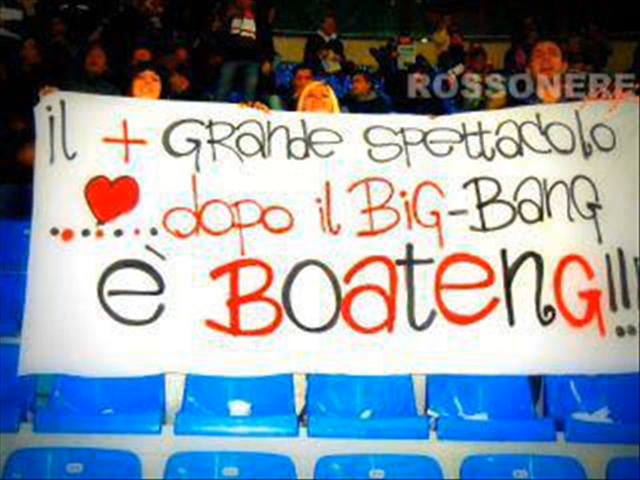 ROSSONERE
il + GRande Spettacolo
......dopo il BiG-BanG
è Boateng!!!